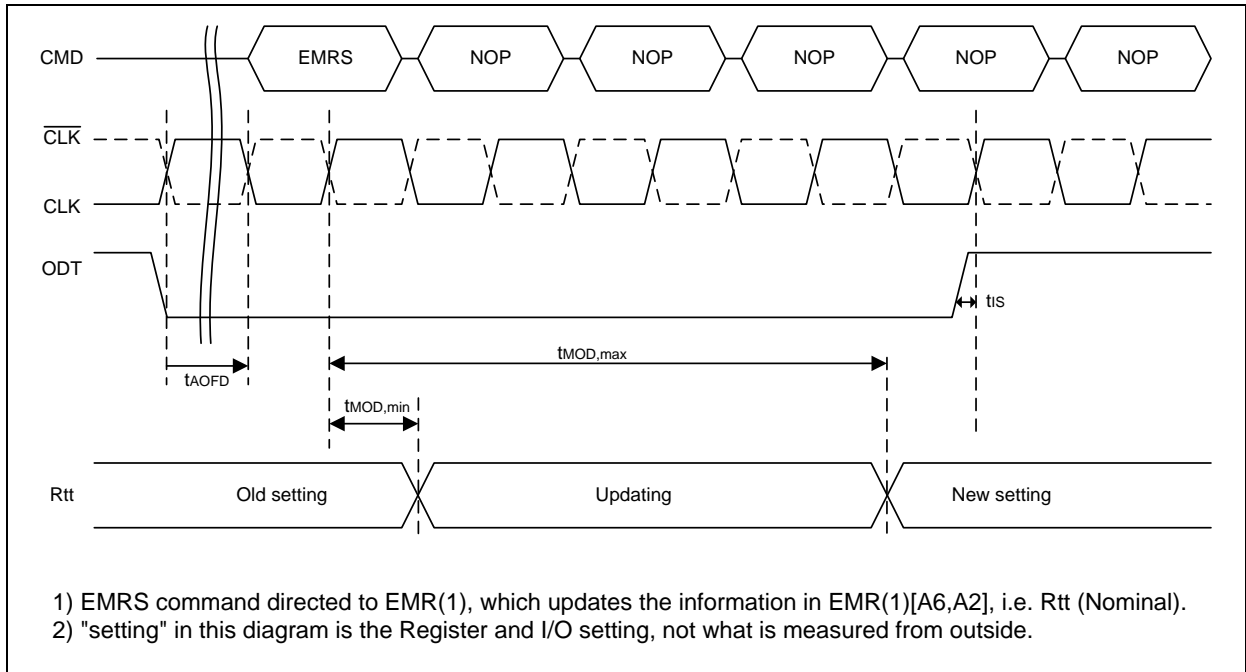 CMD EMRS NOP NOP NOP NOP NOP
CLK
CLK
ODT
tIS
tMOD,max
tAOFD
tMOD,min
Rtt Old setting Updating New setting
1) EMRS command directed to EMR(1), which updates the information in EMR(1)[A6,A2], i.e. Rtt (Nominal).
2) "setting" in this diagram is the Register and I/O setting, not what is measured from outside.